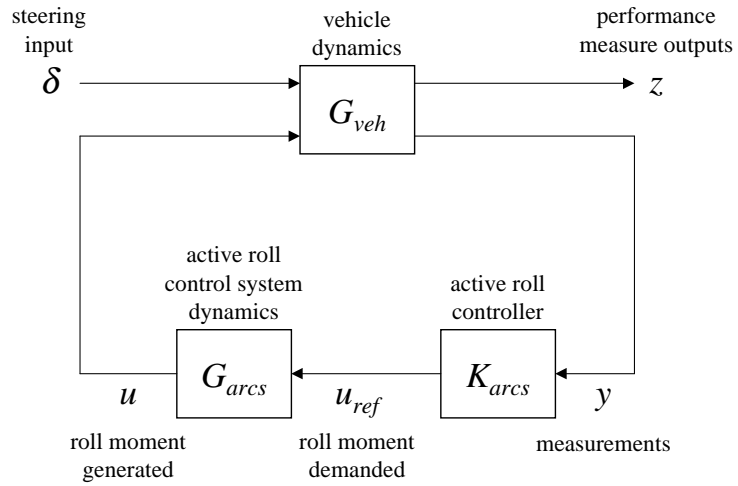 steering
input
δ
vehicle
dynamics
performance
measure outputs
z
G_veh
active roll
control system
dynamics
active roll
controller
G_arcs
K_arcs
u
u_ref
y
roll moment
generated
roll moment
demanded
measurements